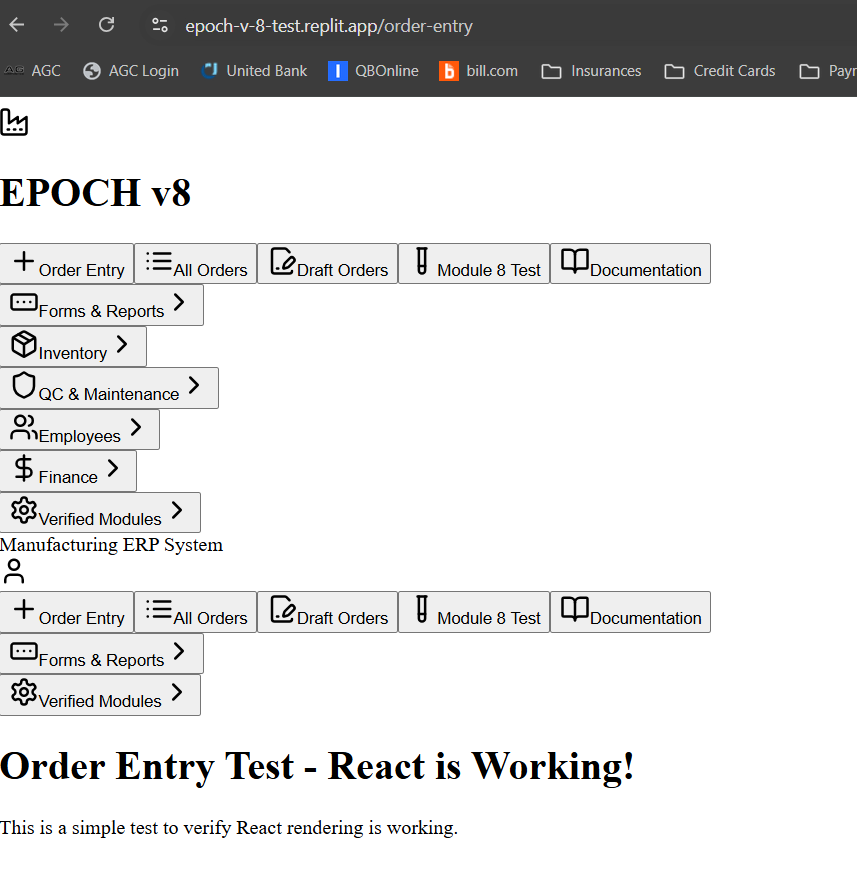 epoch-v-8-test.replit.app/order-entry
AG AGC AGC Login United Bank QBOnline b bill.com Insurances Credit Cards
EPOCH v8
Order Entry All Orders Draft Orders Module 8 Test Documentation
Forms & Reports
Inventory
QC & Maintenance
Employees
Finance
Verified Modules
Manufacturing ERP System
Order Entry All Orders Draft Orders Module 8 Test Documentation
Forms & Reports
Verified Modules
Order Entry Test - React is Working!
This is a simple test to verify React rendering is working.